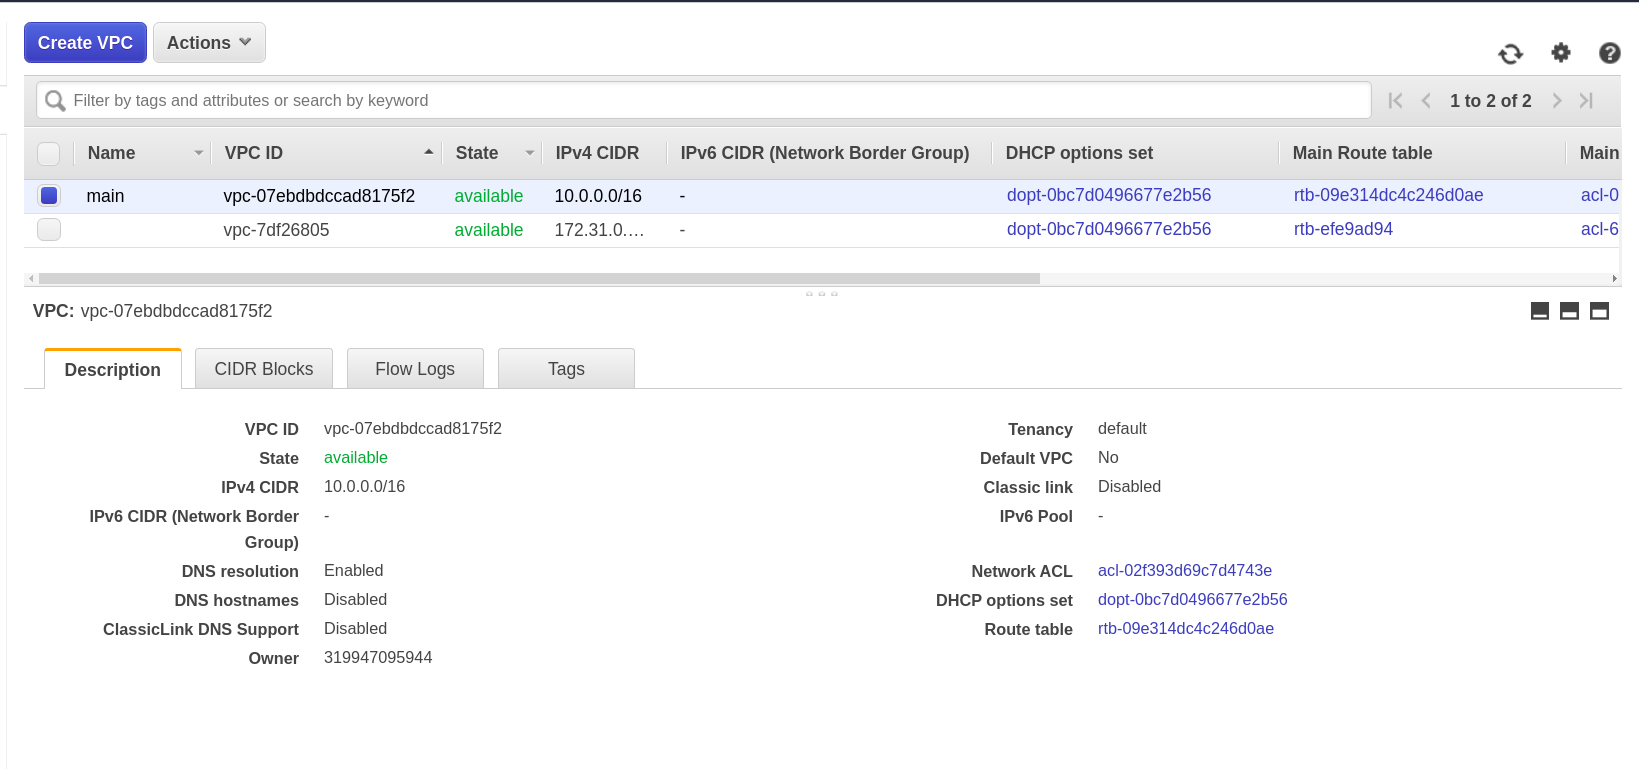 Create VPC Actions
Filter by tags and attributes or search by keyword 1 to 2 of 2
Name VPC ID State IPv4 CIDR IPv6 CIDR (Network Border Group) DHCP options set Main Route table Main
main vpc-07ebdbdccad8175f2 available 10.0.0.0/16 - dopt-0bc7d0496677e2b56 rtb-09e314dc4c246d0ae acl-0
vpc-7df26805 available 172.31.0.… - dopt-0bc7d0496677e2b56 rtb-efe9ad94 acl-6
VPC: vpc-07ebdbdccad8175f2
Description CIDR Blocks Flow Logs Tags
VPC ID vpc-07ebdbdccad8175f2 Tenancy default
State available Default VPC No
IPv4 CIDR 10.0.0.0/16 Classic link Disabled
IPv6 CIDR (Network Border - IPv6 Pool -
Group)
DNS resolution Enabled Network ACL acl-02f393d69c7d4743e
DNS hostnames Disabled DHCP options set dopt-0bc7d0496677e2b56
ClassicLink DNS Support Disabled Route table rtb-09e314dc4c246d0ae
Owner 319947095944